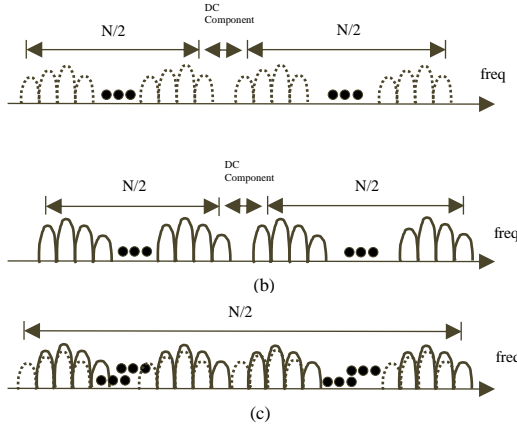 DC
Component
N/2
N/2
freq
DC
Component
N/2
N/2
freq
(b)
N/2
freq
(c)